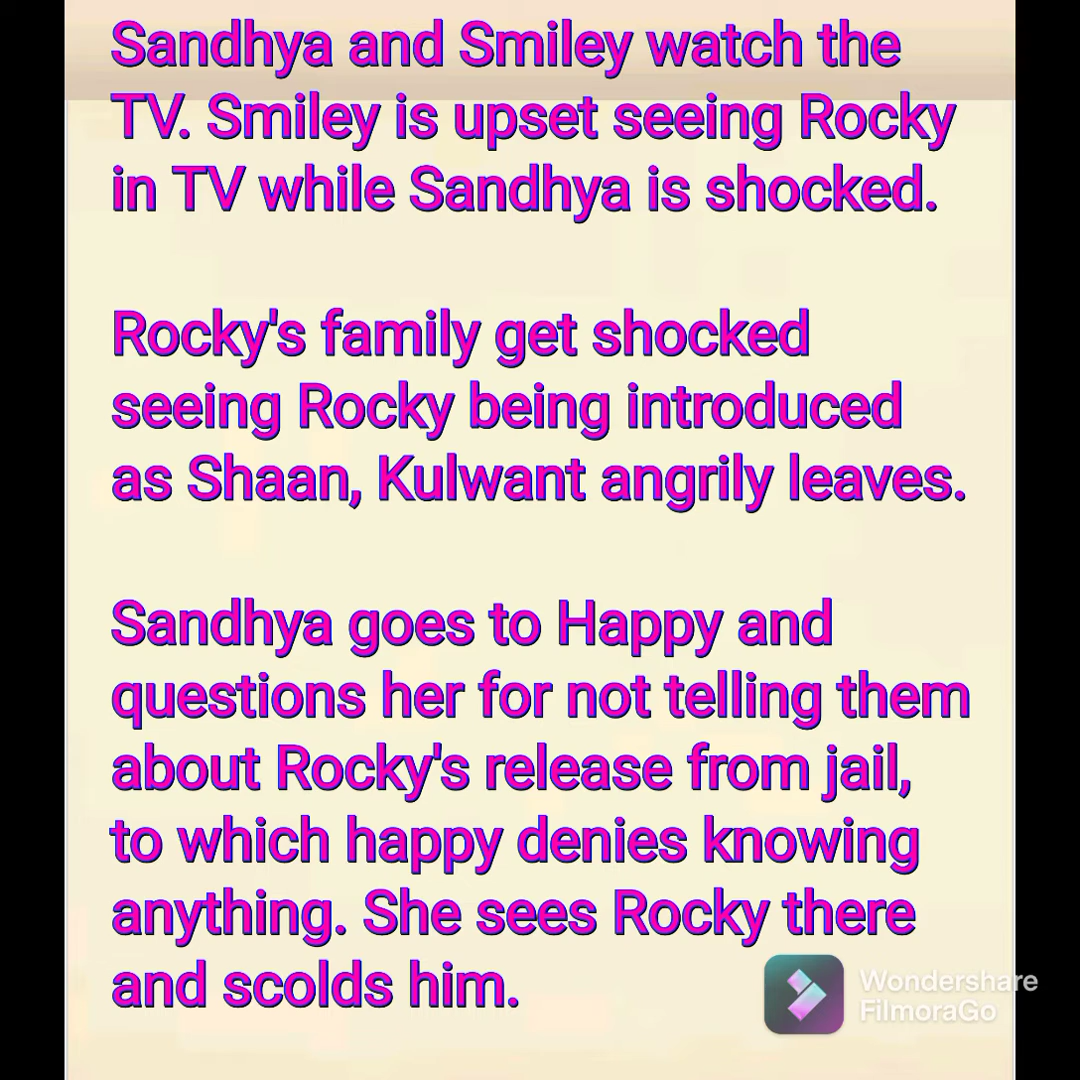 Sandhya and Smiley watch the
TV. Smiley is upset seeing Rocky
in TV while Sandhya is shocked.
Rocky's family get shocked
seeing Rocky being introduced
as Shaan, Kulwant angrily leaves.
Sandhya goes to Happy and
questions her for not telling them
about Rocky's release from jail,
to which happy denies knowing
anything. She sees Rocky there
and scolds him.
Wondershare
FilmoraGo